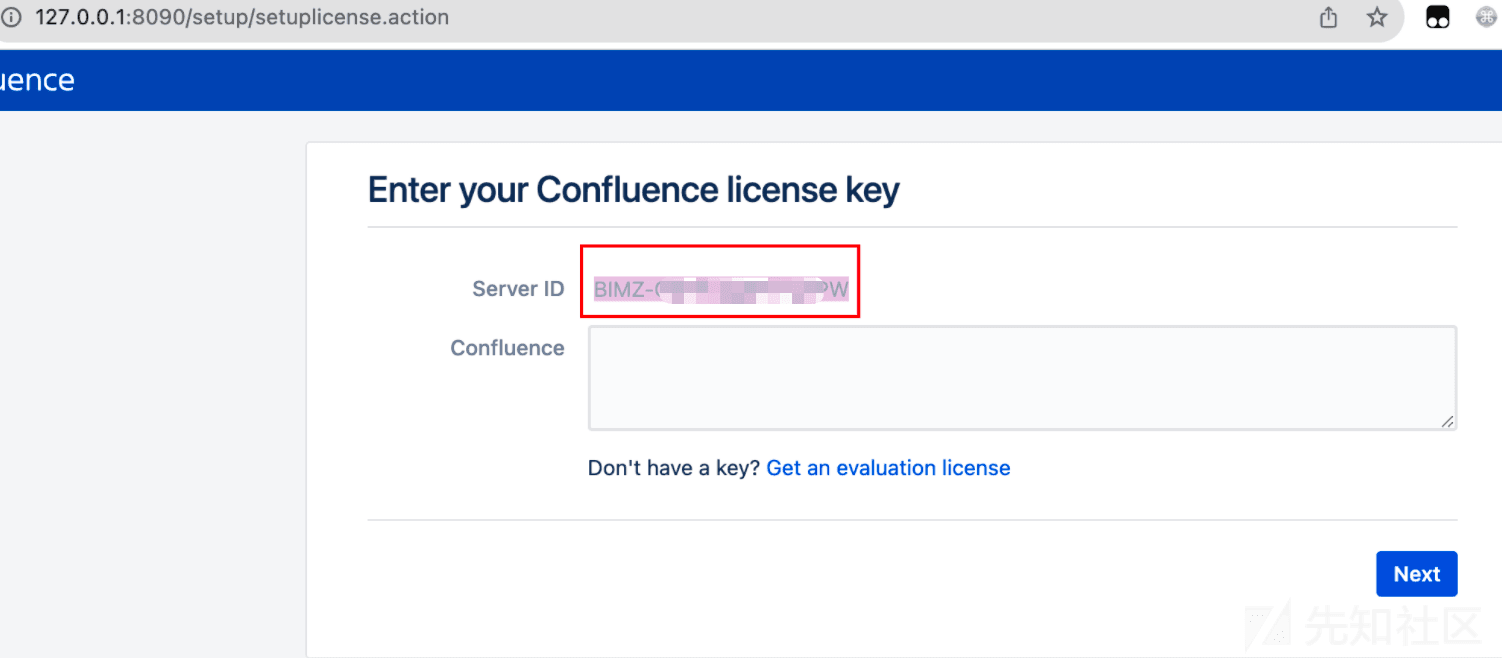 127.0.0.1:8090/setup/setuplicense.action
uence
Enter your Confluence license key
Server ID BIMZ- PW
Confluence
Don't have a key? Get an evaluation license
Next
先知社区